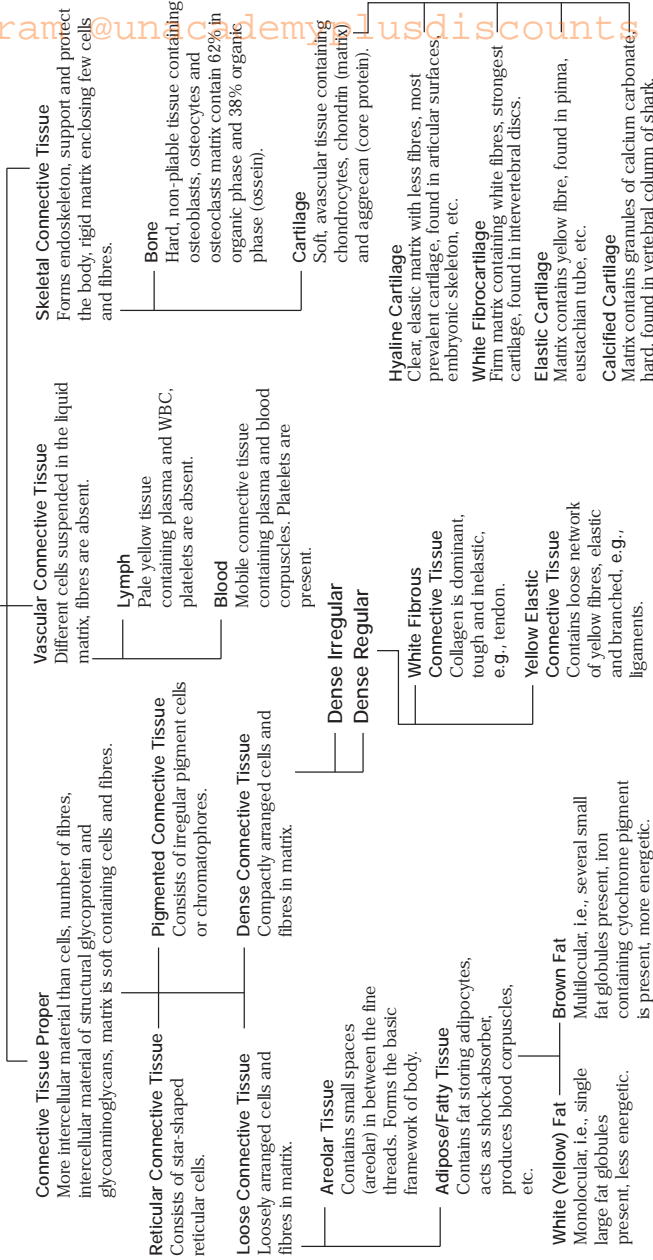 Connective Tissue Proper
More intercellular material than cells, number of fibres,
intercellular material of structural glycoprotein and
glycoaminoglycans, matrix is soft containing cells and fibres.
Reticular Connective Tissue
Consists of star-shaped
reticular cells.
Pigmented Connective Tissue
Consists of irregular pigment cells
or chromatophores.
Loose Connective Tissue
Loosely arranged cells and
fibres in matrix.
Dense Connective Tissue
Compactly arranged cells and
fibres in matrix.
Areolar Tissue
Contains small spaces
(areolar) in between the fine
threads. Forms the basic
framework of body.
Adipose/Fatty Tissue
Contains fat storing adipocytes,
acts as shock-absorber,
produces blood corpuscles,
etc.
White (Yellow) Fat
Monolocular, i.e., single
large fat globules
present, less energetic.
Brown Fat
Multilocular, i.e., several small
fat globules present, iron
containing cytochrome pigment
is present, more energetic.
Dense Irregular
Dense Regular
White Fibrous
Connective Tissue
Collagen is dominant,
tough and inelastic,
e.g., tendon.
Yellow Elastic
Connective Tissue
Contains loose network
of yellow fibres, elastic
and branched, e.g.,
ligaments.
Vascular Connective Tissue
Different cells suspended in the liquid
matrix, fibres are absent.
Lymph
Pale yellow tissue
containing plasma and WBC,
platelets are absent.
Blood
Mobile connective tissue
containing plasma and blood
corpuscles. Platelets are
present.
Skeletal Connective Tissue
Forms endoskeleton, support and protect
the body, rigid matrix enclosing few cells
and fibres.
Bone
Hard, non-pliable tissue containing
osteoblasts, osteocytes and
osteoclasts matrix contain 62% in
organic phase and 38% organic
phase (ossein).
Cartilage
Soft, avascular tissue containing
chondrocytes, chondrin (matrix)
and aggrecan (core protein).
Hyaline Cartilage
Clear, elastic matrix with less fibres, most
prevalent cartilage, found in articular surfaces,
embryonic skeleton, etc.
White Fibrocartilage
Firm matrix containing white fibres, strongest
cartilage, found in intervertebral discs.
Elastic Cartilage
Matrix contains yellow fibre, found in pinna,
eustachian tube, etc.
Calcified Cartilage
Matrix contains granules of calcium carbonate,
hard, found in vertebral column of shark.
ram @unacademyplusdiscounts